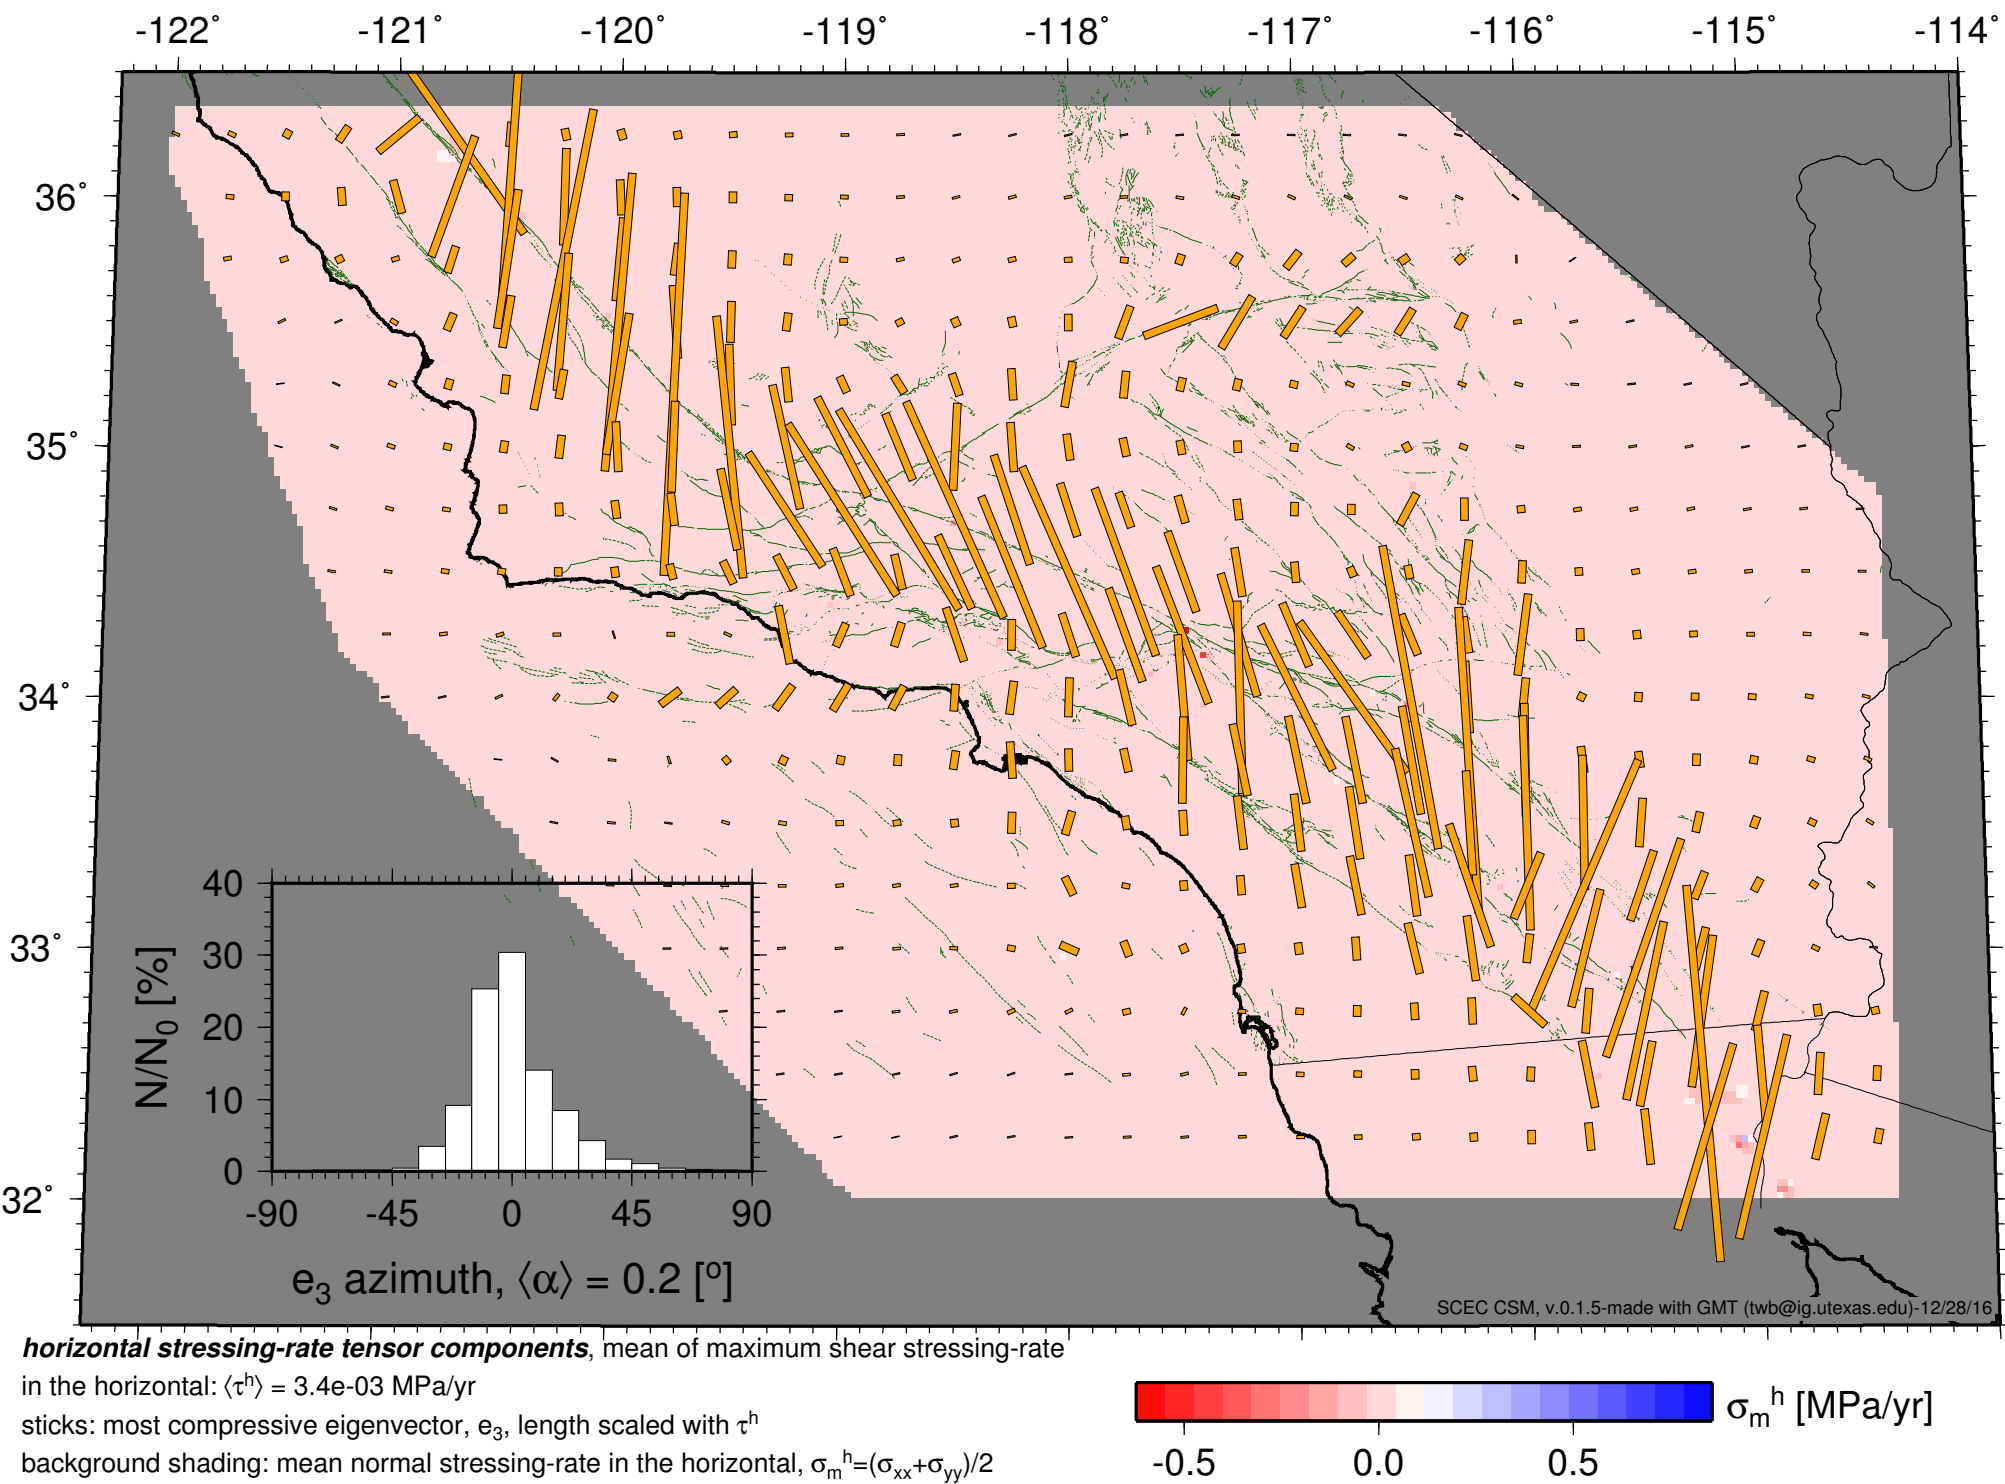 -122˚ -121˚ -120˚ -119˚ -118˚ -117˚ -116˚ -115˚ -114˚
36˚
35˚
34˚
33˚
32˚
40
30
20
10
0
N/N0 [%]
-90 -45 0 45 90
e3 azimuth, ⟨α⟩ = 0.2 [º]
SCEC CSM, v.0.1.5-made with GMT (twb@ig.utexas.edu)-12/28/16
horizontal stressing-rate tensor components, mean of maximum shear stressing-rate
in the horizontal: ⟨τh⟩ = 3.4e-03 MPa/yr
sticks: most compressive eigenvector, e3, length scaled with τh
background shading: mean normal stressing-rate in the horizontal, σmh=(σxx+σyy)/2
σmh [MPa/yr]
-0.5 0.0 0.5